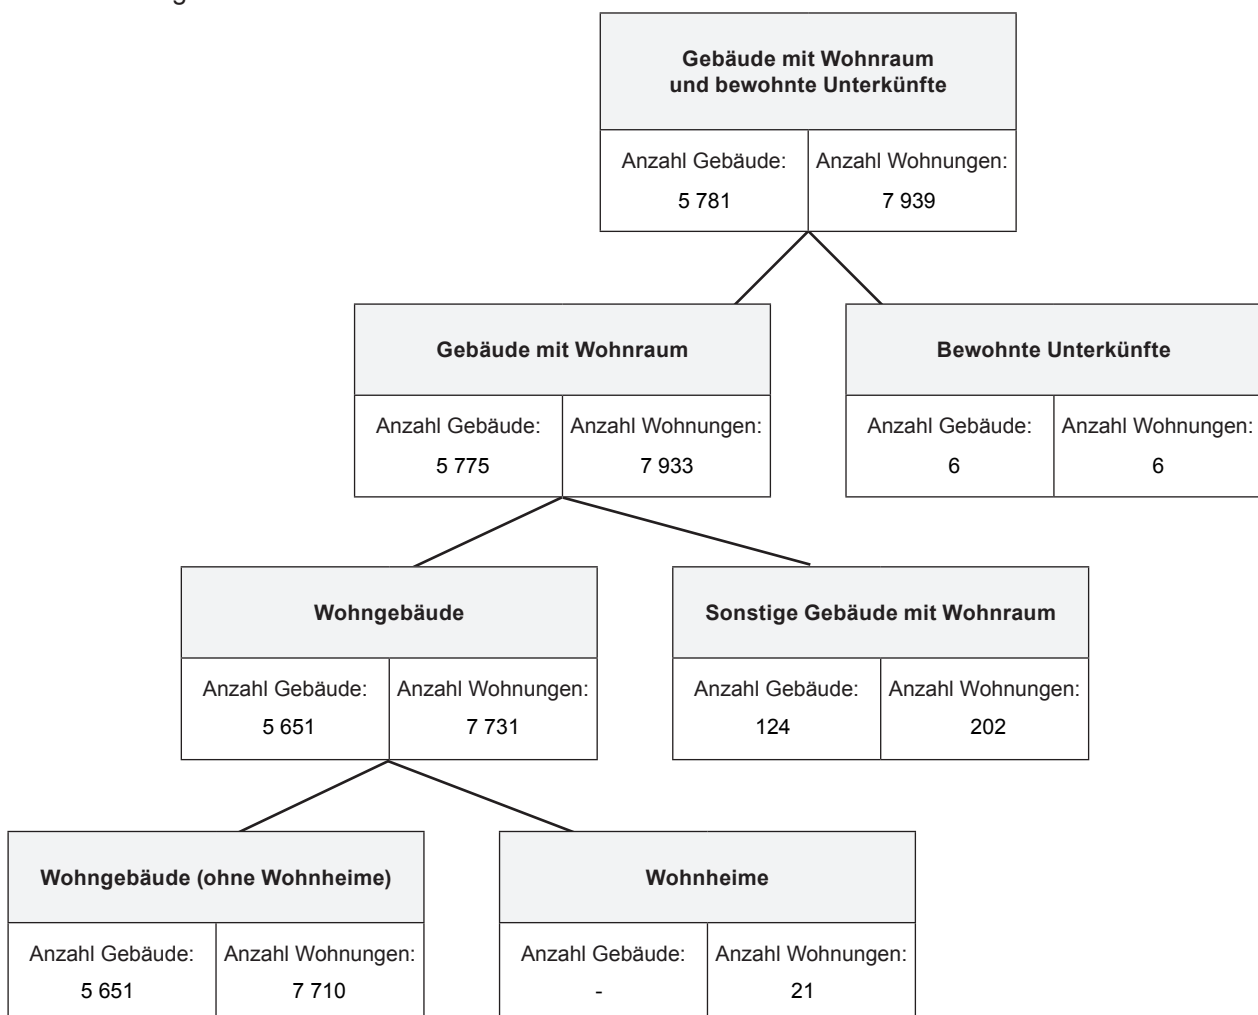 Gebäude mit Wohnraum
und bewohnte Unterkünfte
Anzahl Gebäude: Anzahl Wohnungen:
5 781 7 939
Gebäude mit Wohnraum Bewohnte Unterkünfte
Anzahl Gebäude: Anzahl Wohnungen: Anzahl Gebäude: Anzahl Wohnungen:
5 775 7 933 6 6
Wohngebäude Sonstige Gebäude mit Wohnraum
Anzahl Gebäude: Anzahl Wohnungen: Anzahl Gebäude: Anzahl Wohnungen:
5 651 7 731 124 202
Wohngebäude (ohne Wohnheime) Wohnheime
Anzahl Gebäude: Anzahl Wohnungen: Anzahl Gebäude: Anzahl Wohnungen:
5 651 7 710 - 21